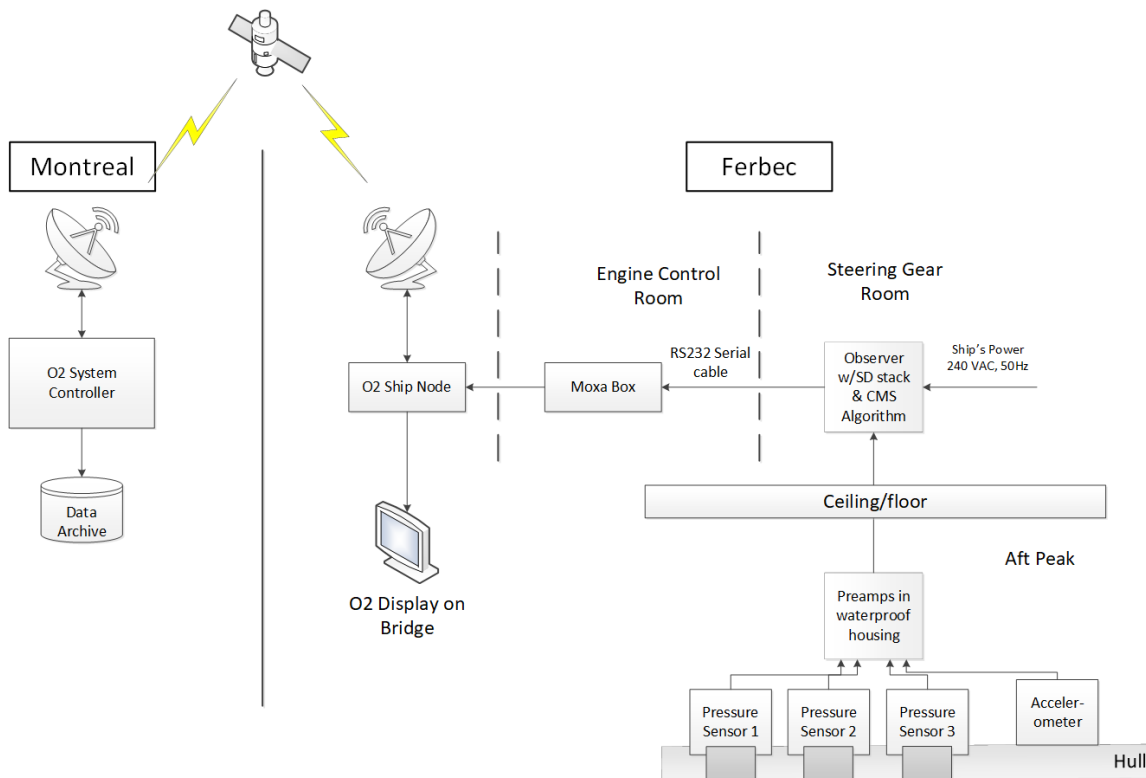 Montreal
Ferbec
Engine Control
Room
Steering Gear
Room
O2 System
Controller
O2 Ship Node
Moxa Box
RS232 Serial
cable
Observer
w/SD stack
& CMS
Algorithm
Ship's Power
240 VAC, 50Hz
Data
Archive
Ceiling/floor
O2 Display on
Bridge
Aft Peak
Preamps in
waterproof
housing
Pressure
Sensor 1
Pressure
Sensor 2
Pressure
Sensor 3
Acceler-
ometer
Hull